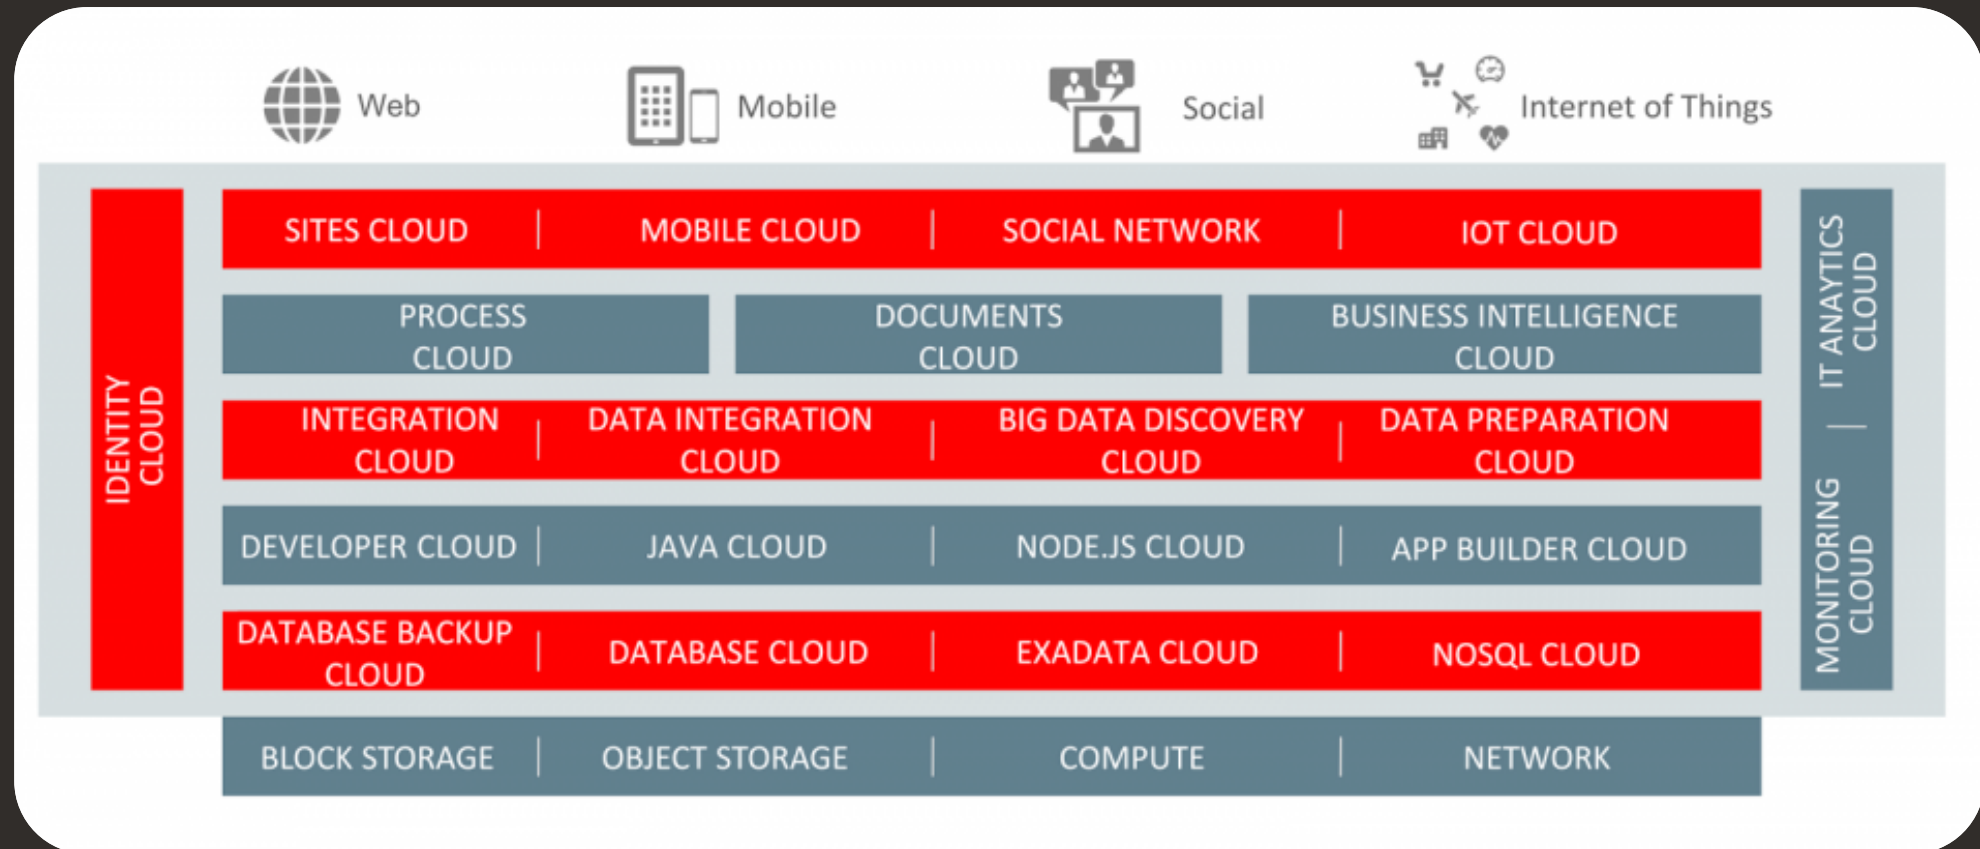 Web
Mobile
Social
Internet of Things
IDENTITY
CLOUD
SITES CLOUD
MOBILE CLOUD
SOCIAL NETWORK
IOT CLOUD
PROCESS
CLOUD
DOCUMENTS
CLOUD
BUSINESS INTELLIGENCE
CLOUD
INTEGRATION
CLOUD
DATA INTEGRATION
CLOUD
BIG DATA DISCOVERY
CLOUD
DATA PREPARATION
CLOUD
DEVELOPER CLOUD
JAVA CLOUD
NODE.JS CLOUD
APP BUILDER CLOUD
DATABASE BACKUP
CLOUD
DATABASE CLOUD
EXADATA CLOUD
NOSQL CLOUD
BLOCK STORAGE
OBJECT STORAGE
COMPUTE
NETWORK
IT ANAYTICS
CLOUD
MONITORING
CLOUD